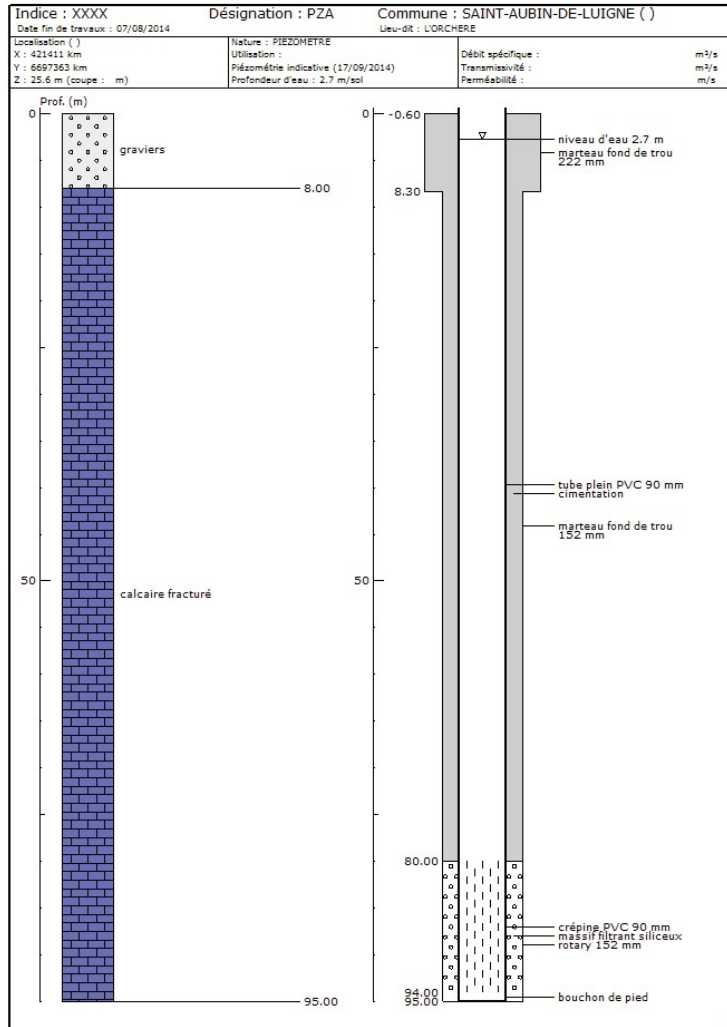 Indice : XXXX Désignation : PZA Commune : SAINT-AUBIN-DE-LUIGNE ( )
Date fin de travaux : 07/08/2014 Lieu-dit : L'ORCHERE
Localisation ( )
X : 421411 km
Y : 6697363 km
Z : 25.6 m (coupe : m)
Nature : PIEZOMETRE
Utilisation :
Piézométrie indicative (17/09/2014)
Profondeur d'eau : 2.7 m/sol
Débit spécifique : m²/s
Transmissivité : m²/s
Perméabilité : m/s
Prof. (m)
0
graviers
8.00
50
calcaire fracturé
95.00
0
-0.60
niveau d'eau 2.7 m
marteau fond de trou
222 mm
8.30
tube plein PVC 90 mm
cimentation
marteau fond de trou
152 mm
50
80.00
crépine PVC 90 mm
massif filtrant siliceux
rotary 152 mm
94.00
95.00
bouchon de pied